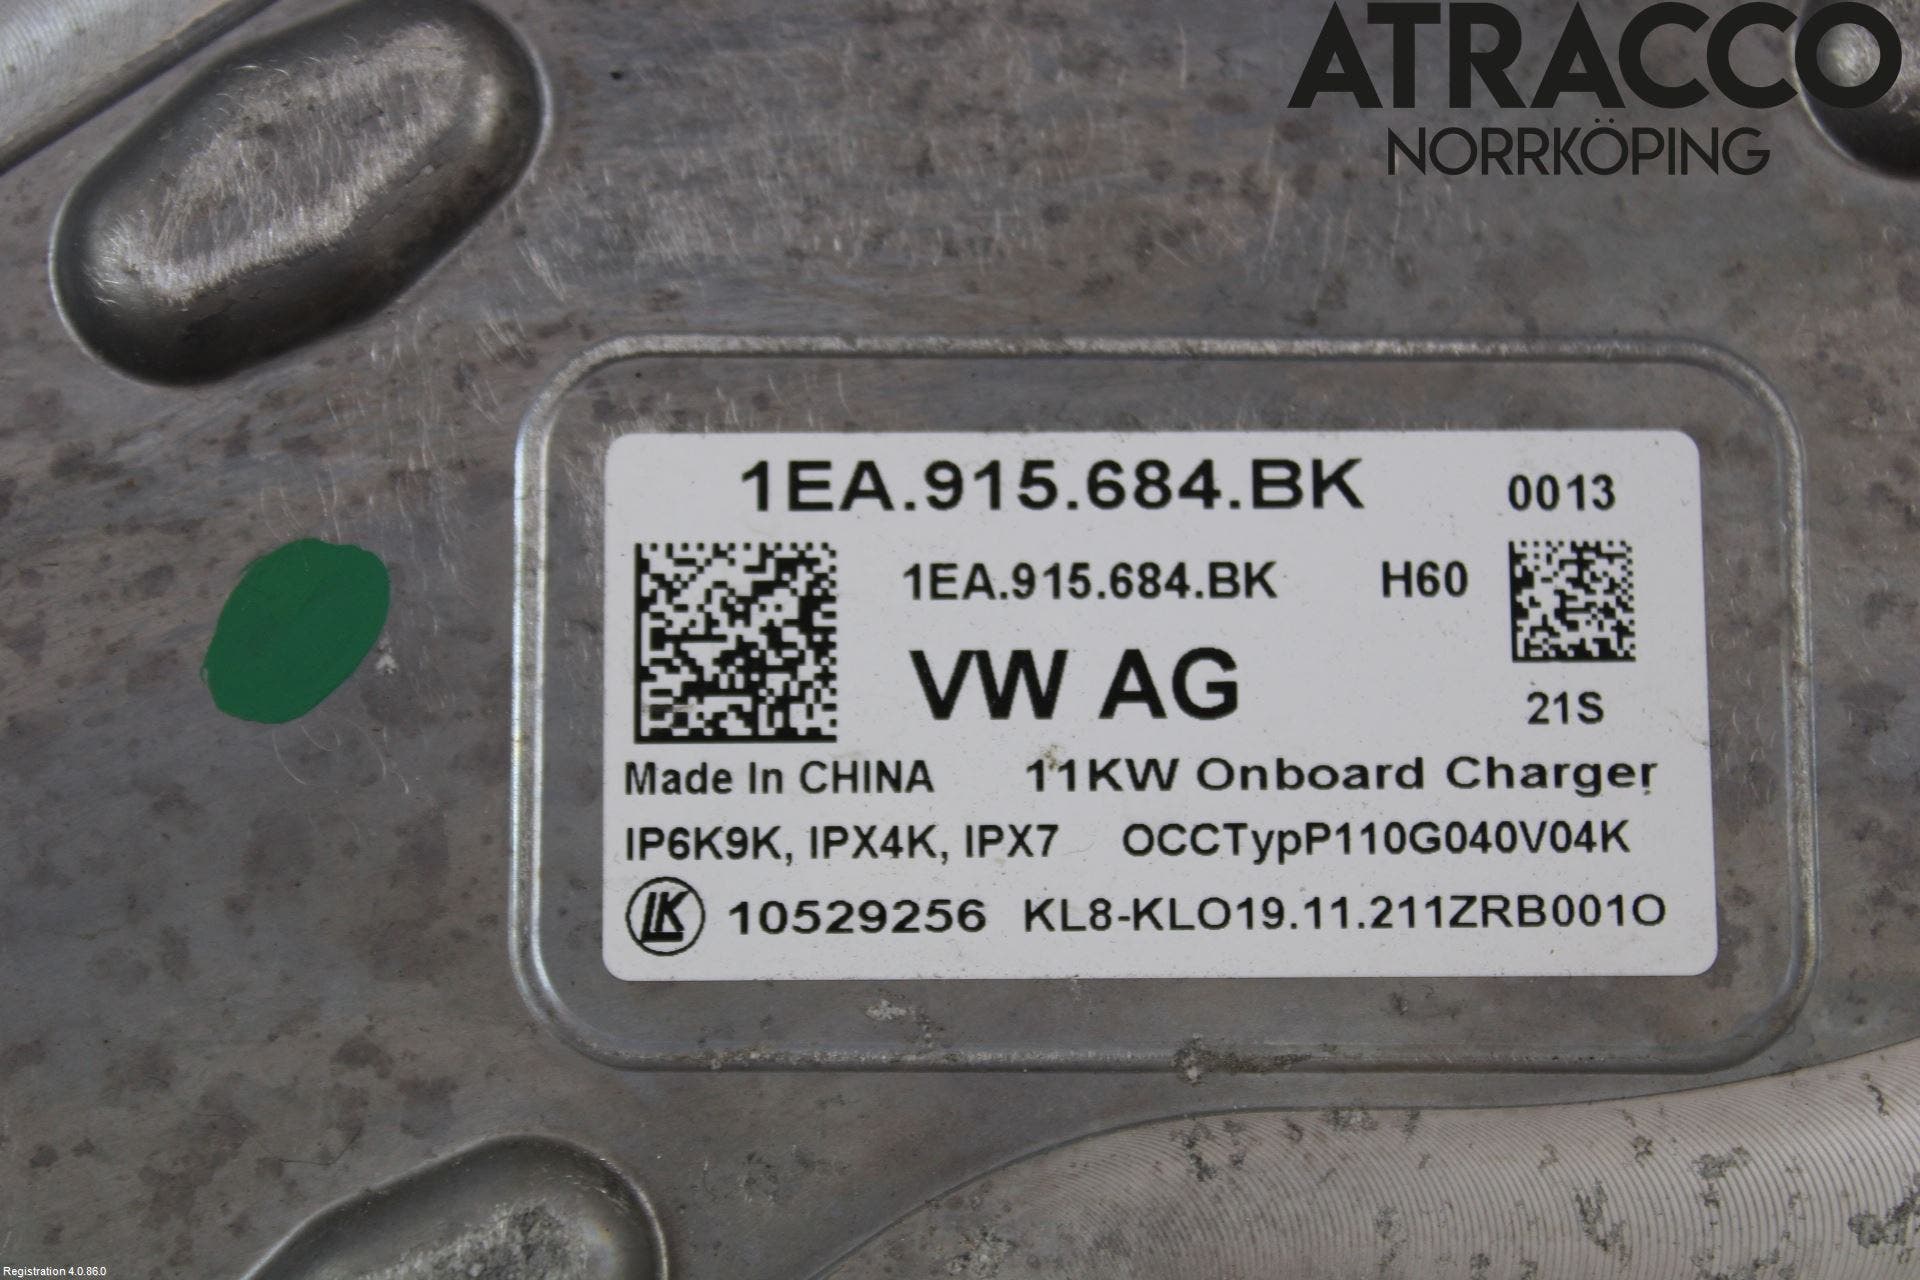 ATRACCO
NORRKÖPING
1EA.915.684.BK 0013
1EA.915.684.BK H60
VW AG
21S
Made In CHINA 11KW Onboard Charger
IP6K9K, IPX4K, IPX7 OCCTypP110G040V04K
LK 10529256 KL8-KLO19.11.211ZRB001O
Registration 4.0.86.0